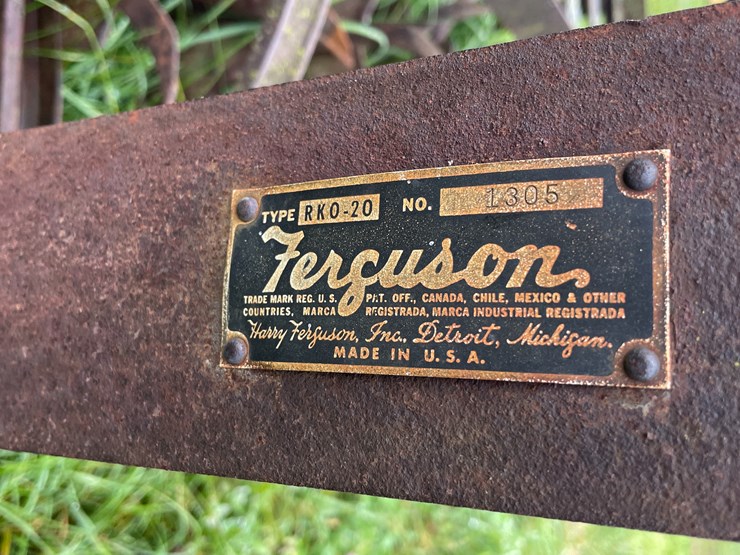 TYPE RKO-20 NO. 1305
Ferguson
TRADE MARK REG. U. S. PAT. OFF., CANADA, CHILE, MEXICO & OTHER
COUNTRIES, MARCA REGISTRADA, MARCA INDUSTRIAL REGISTRADA
Harry Ferguson, Inc. Detroit, Michigan.
MADE IN U. S. A.